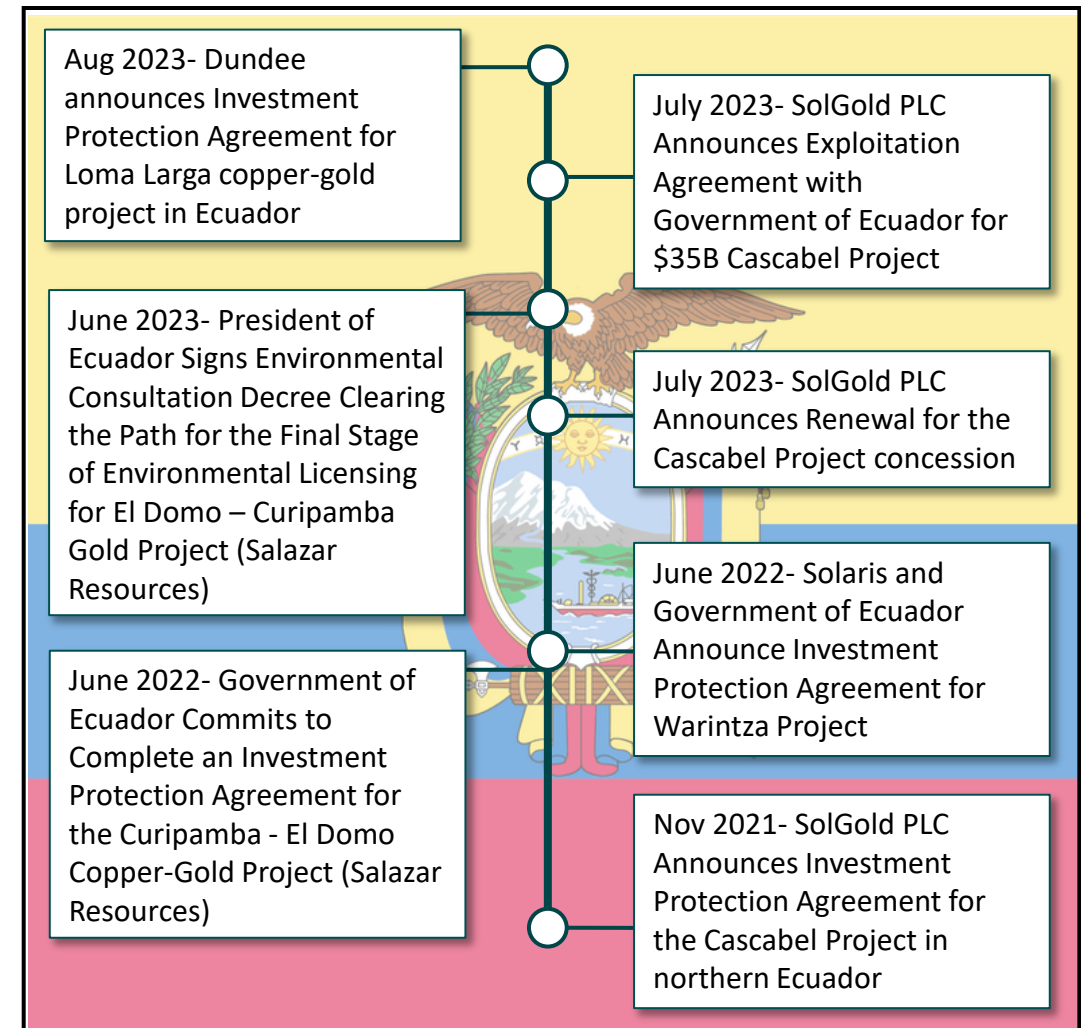 Aug 2023- Dundee
announces Investment
Protection Agreement for
Loma Larga copper-gold
project in Ecuador
July 2023- SolGold PLC
Announces Exploitation
Agreement with
Government of Ecuador for
$35B Cascabel Project
June 2023- President of
Ecuador Signs Environmental
Consultation Decree Clearing
the Path for the Final Stage
of Environmental Licensing
for El Domo – Curipamba
Gold Project (Salazar
Resources)
July 2023- SolGold PLC
Announces Renewal for the
Cascabel Project concession
June 2022- Solaris and
Government of Ecuador
Announce Investment
Protection Agreement for
Warintza Project
June 2022- Government of
Ecuador Commits to
Complete an Investment
Protection Agreement for
the Curipamba - El Domo
Copper-Gold Project (Salazar
Resources)
Nov 2021- SolGold PLC
Announces Investment
Protection Agreement for
the Cascabel Project in
northern Ecuador